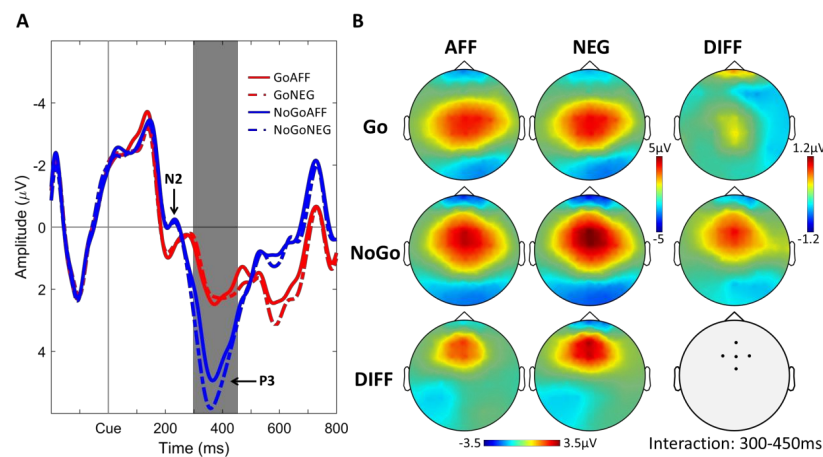 A
B
GoAFF
GoNEG
NoGoAFF
NoGoNEG
N2
P3
-4
-2
0
2
4
Amplitude (μV)
Cue
200
400
600
800
Time (ms)
AFF
NEG
DIFF
Go
5μV
-5
1.2μV
-1.2
NoGo
DIFF
-3.5
3.5μV
Interaction: 300-450ms